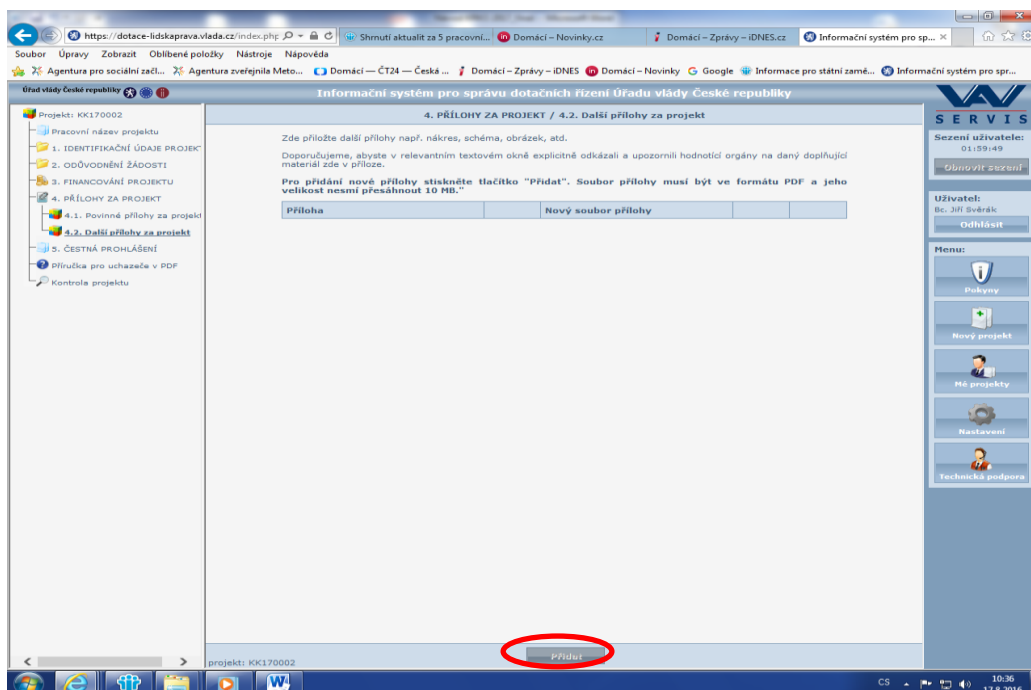 https://dotace-lidskaprava.vlada.cz/index.php
Shrnutí aktualit za 5 pracovní...
Domácí – Novinky.cz
Domácí – Zprávy – iDNES.cz
Informační systém pro sp...
Soubor Úpravy Zobrazit Oblíbené položky Nástroje Nápověda
Agentura pro sociální začl...
Agentura zveřejnila Meto...
Domácí — ČT24 — Česká ...
Domácí – Zprávy – iDNES
Domácí – Novinky
Google
Informace pro státní zamě...
Informační systém pro spr...
Úřad vlády České republiky
Informační systém pro správu dotačních řízení Úřadu vlády České republiky
VAV
SERVIS
Projekt: KK170002
Pracovní název projektu
1. IDENTIFIKAČNÍ ÚDAJE PROJEK
2. ODŮVODNĚNÍ ŽÁDOSTI
3. FINANCOVÁNÍ PROJEKTU
4. PŘÍLOHY ZA PROJEKT
4.1. Povinné přílohy za projekt
4.2. Další přílohy za projekt
5. ČESTNÁ PROHLÁŠENÍ
Příručka pro uchazeče v PDF
Kontrola projektu
4. PŘÍLOHY ZA PROJEKT / 4.2. Další přílohy za projekt
Zde přiložte další přílohy např. nákres, schéma, obrázek, atd.
Doporučujeme, abyste v relevantním textovém okně explicitně odkázali a upozornili hodnotící orgány na daný doplňující
materiál zde v příloze.
Pro přidání nové přílohy stiskněte tlačítko "Přidat". Soubor přílohy musí být ve formátu PDF a jeho
velikost nesmí přesáhnout 10 MB."
Příloha Nový soubor přílohy
projekt: KK170002
Přidat
Sezení uživatele:
01:59:49
Obnovit sezení
Uživatel:
Bc. Jiří Svěrák
Odhlásit
Menu:
Pokyny
Nový projekt
Mé projekty
Nastavení
Technická podpora
CS
10:36
17.8.2016